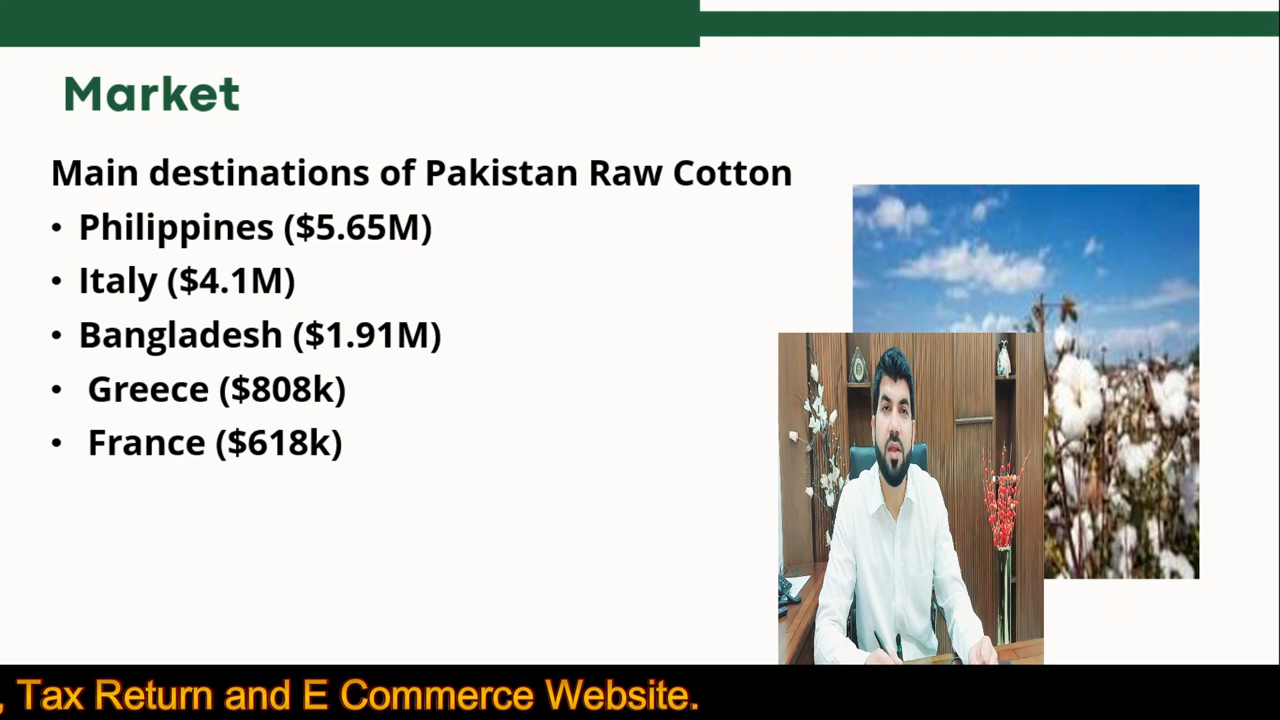 Market
Main destinations of Pakistan Raw Cotton
• Philippines ($5.65M)
• Italy ($4.1M)
• Bangladesh ($1.91M)
• Greece ($808k)
• France ($618k)
, Tax Return and E Commerce Website.